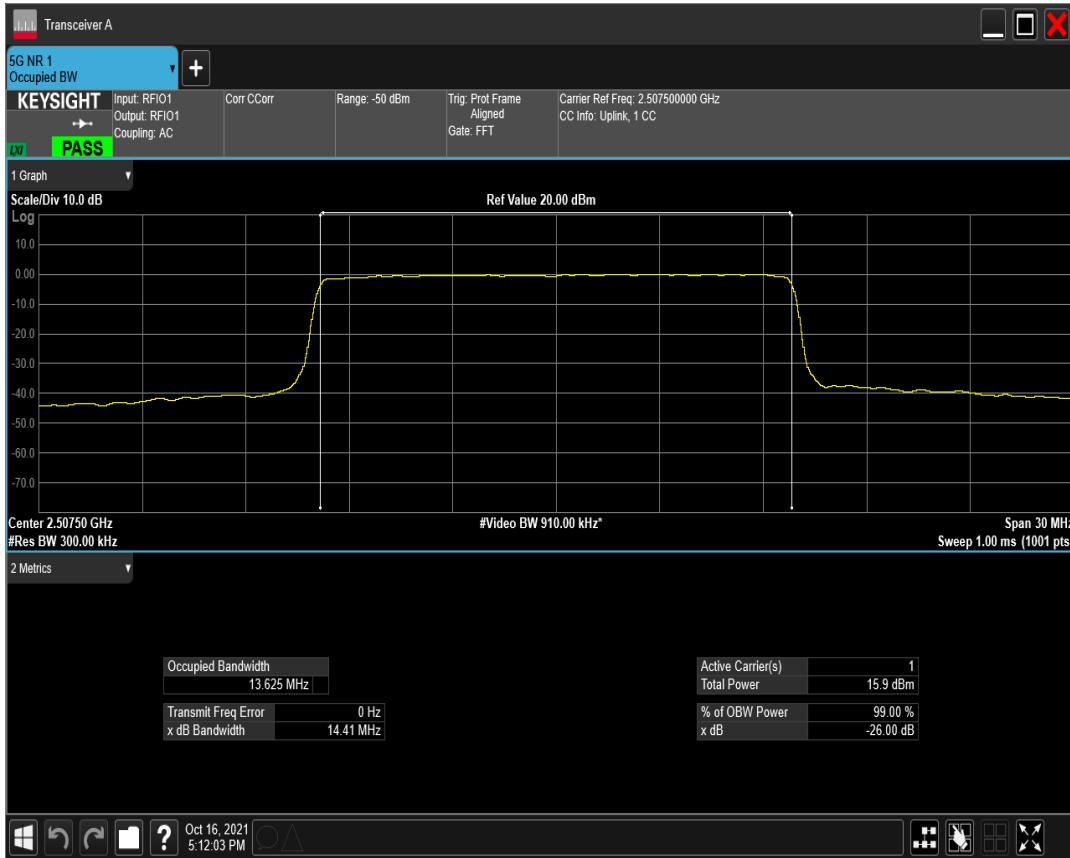 Transceiver A
5G NR 1
Occupied BW
+
KEYSIGHT
LXI
PASS
Input: RFIO1
Output: RFIO1
Coupling: AC
Corr CCorr
Range: -50 dBm
Trig: Prot Frame
Aligned
Gate: FFT
Carrier Ref Freq: 2.507500000 GHz
CC Info: Uplink, 1 CC
1 Graph
Scale/Div 10.0 dB
Ref Value 20.00 dBm
Log
10.0
0.00
-10.0
-20.0
-30.0
-40.0
-50.0
-60.0
-70.0
Center 2.50750 GHz
#Video BW 910.00 kHz*
Span 30 MHz
#Res BW 300.00 kHz
Sweep 1.00 ms (1001 pts
2 Metrics
Occupied Bandwidth
13.625 MHz
Transmit Freq Error 0 Hz
x dB Bandwidth 14.41 MHz
Active Carrier(s) 1
Total Power 15.9 dBm
% of OBW Power 99.00 %
x dB -26.00 dB
?
Oct 16, 2021
5:12:03 PM